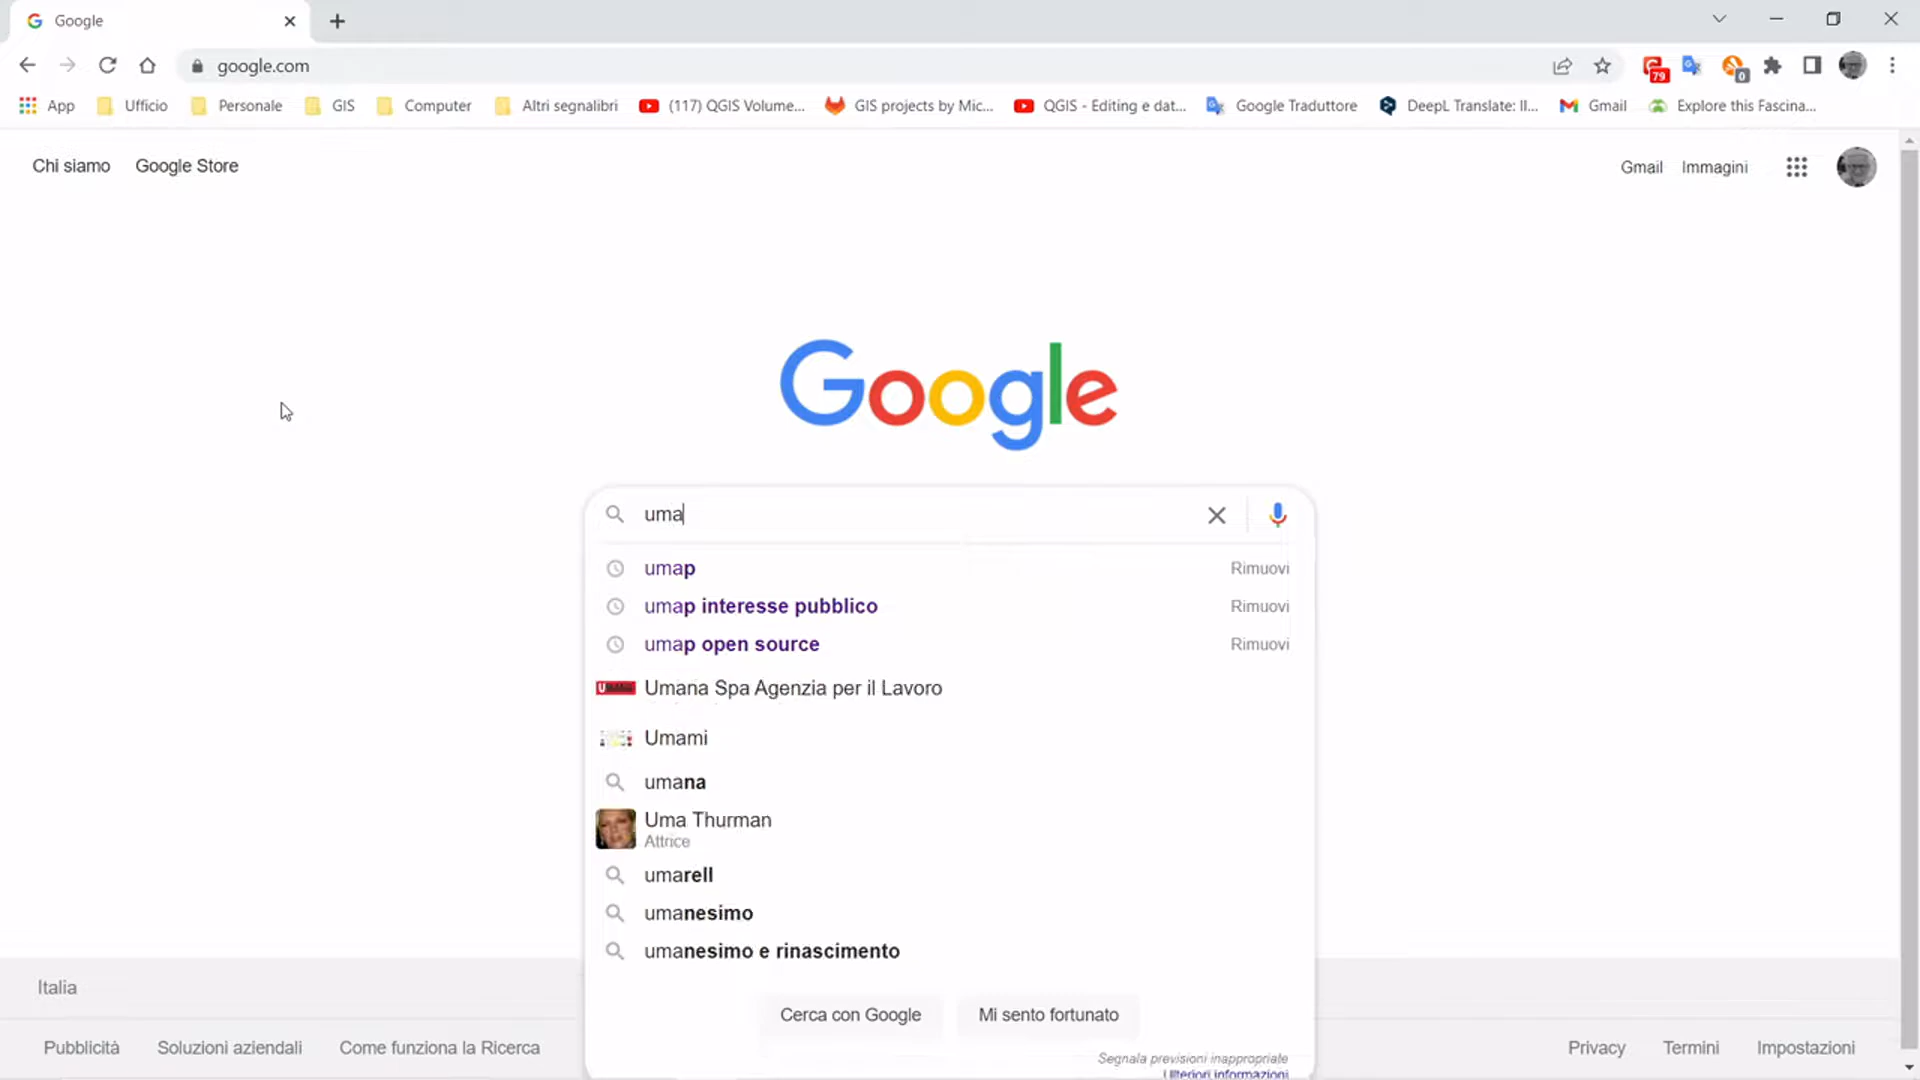 Google
google.com
79
0
App Ufficio Personale GIS Computer Altri segnalibri (117) QGIS Volume... GIS projects by Mic... QGIS - Editing e dat... Google Traduttore DeepL Translate: Il... Gmail Explore this Fascina...
Chi siamo Google Store Gmail Immagini
Google
uma
umap Rimuovi
umap interesse pubblico Rimuovi
umap open source Rimuovi
Umana Spa Agenzia per il Lavoro
Umami
umana
Uma Thurman
Attrice
umarell
umanesimo
umanesimo e rinascimento
Italia
Cerca con Google Mi sento fortunato
Pubblicità Soluzioni aziendali Come funziona la Ricerca Privacy Termini Impostazioni
Segnala previsioni inappropriate
Ulteriori informazioni